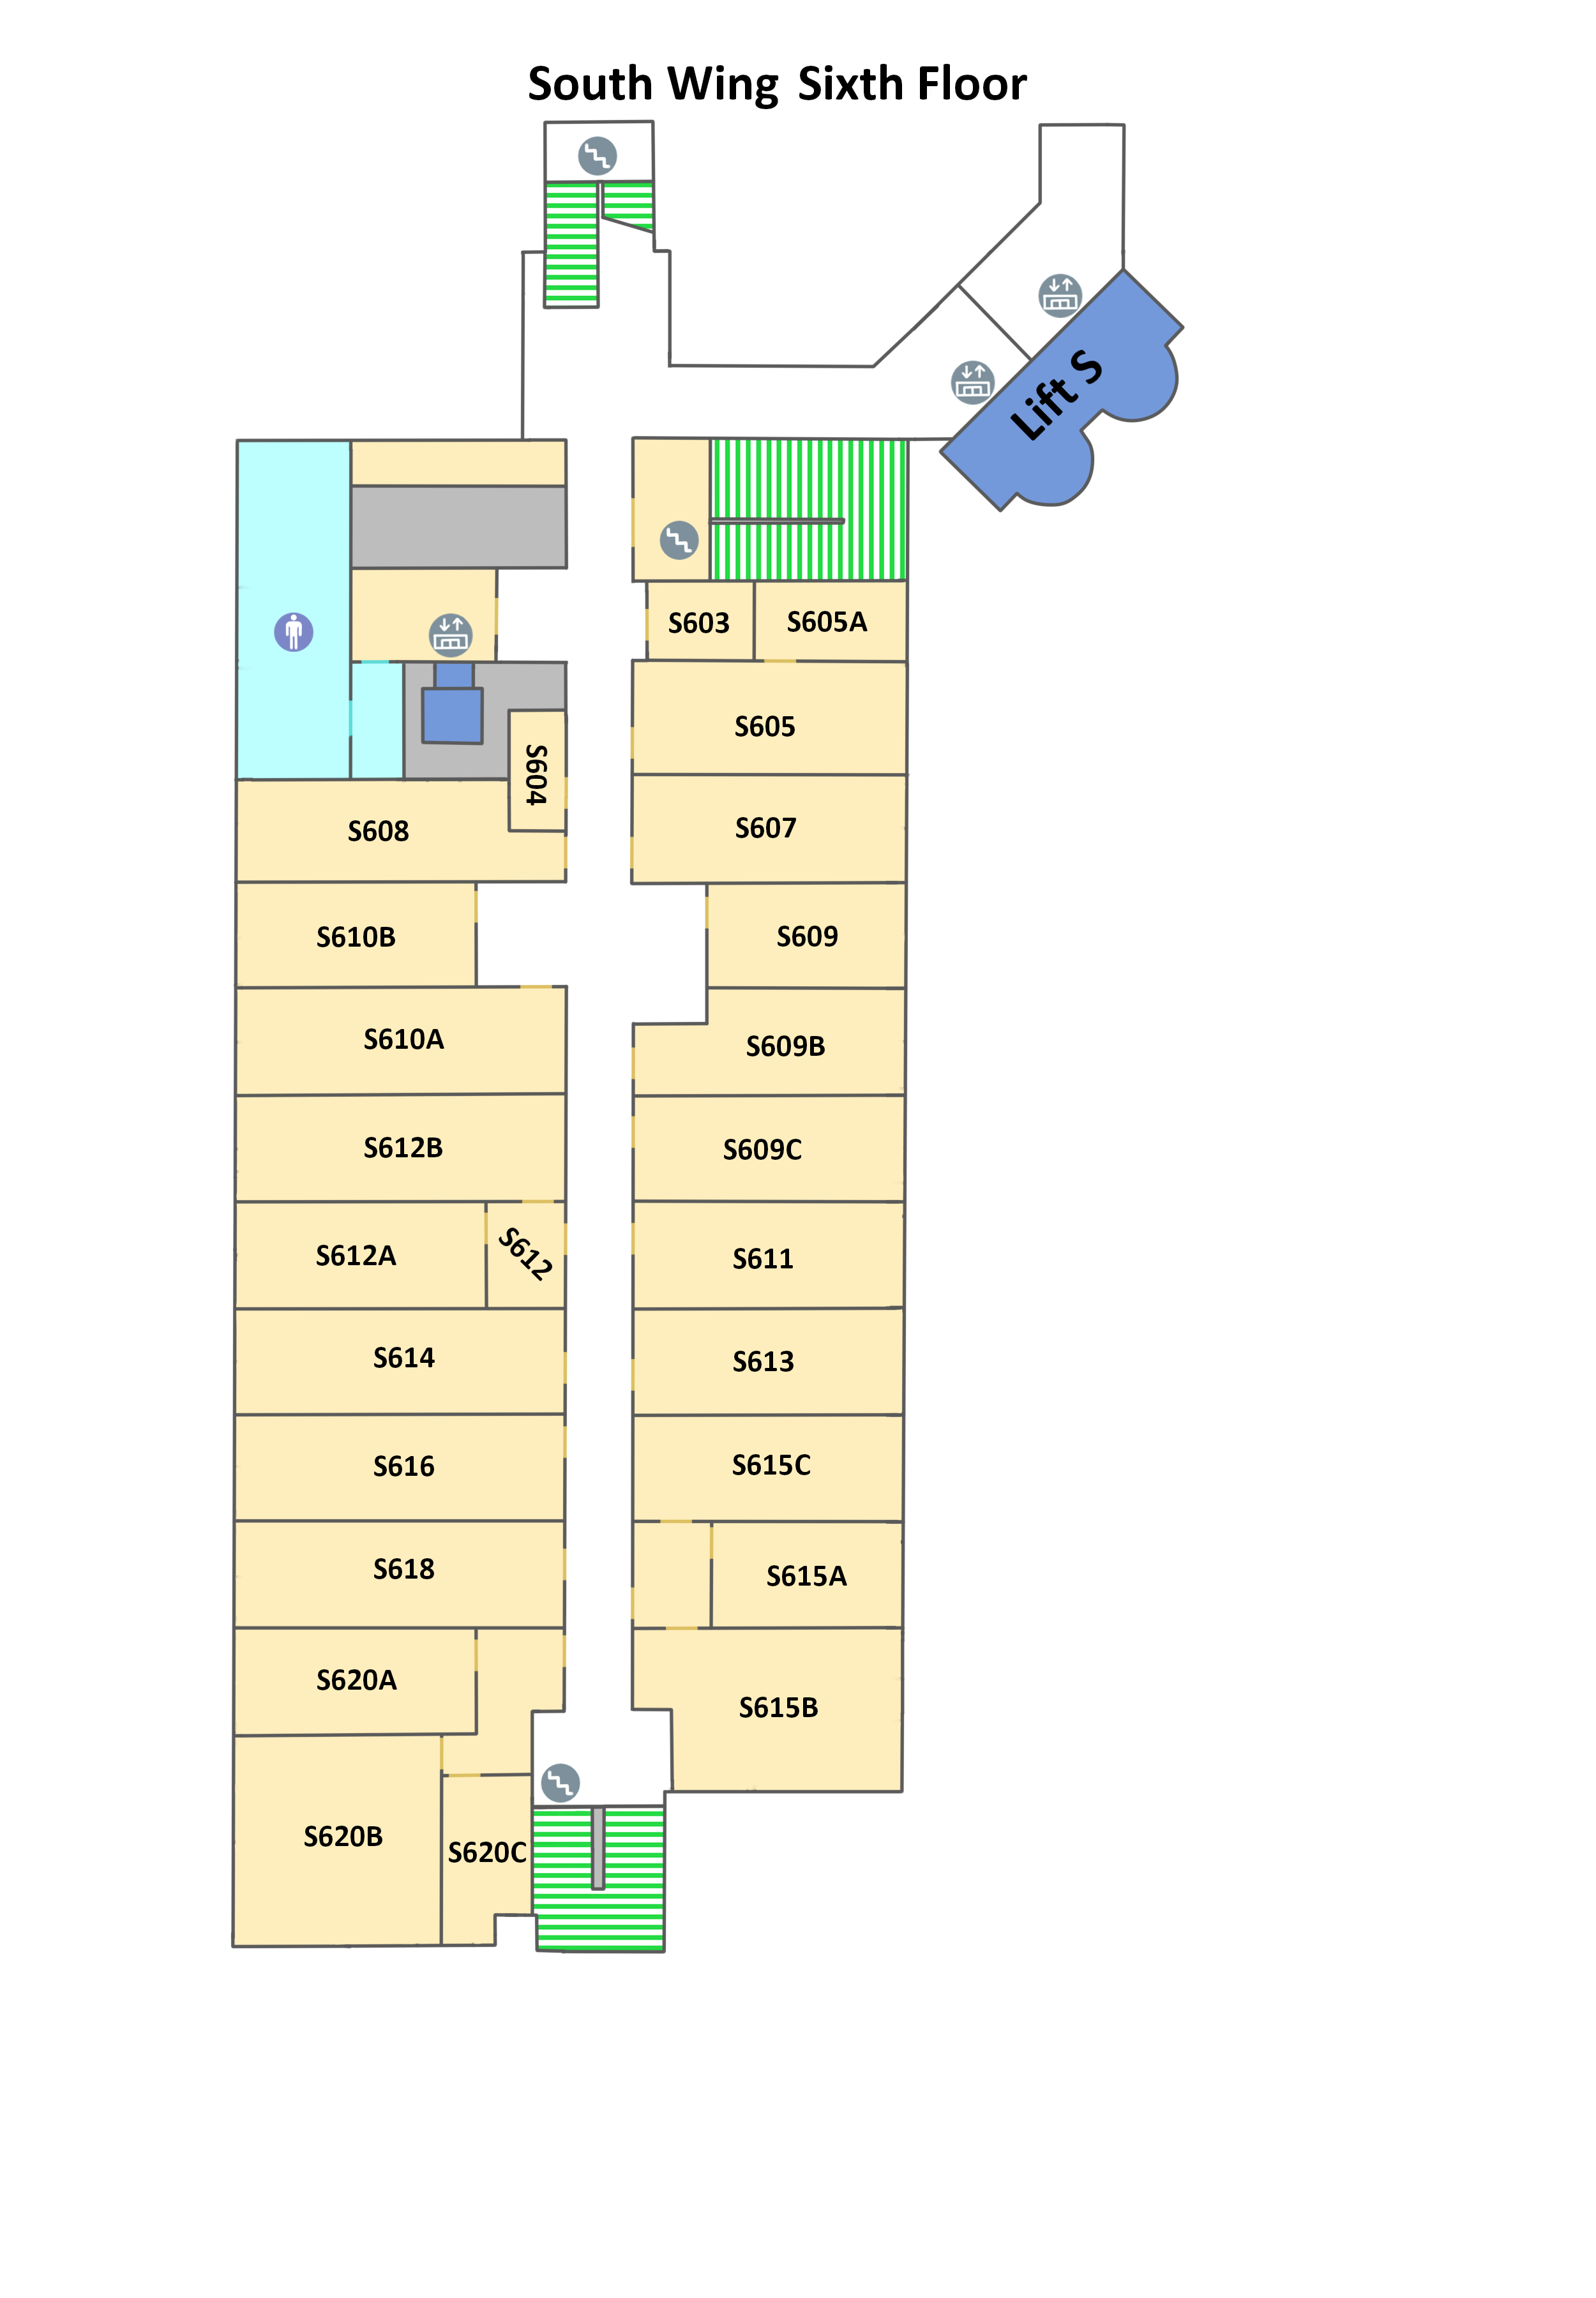 South Wing Sixth Floor
Lift S
S603
S605A
S605
S604
S607
S608
S610B
S609
S610A
S609B
S612B
S609C
S612A
S612
S611
S614
S613
S616
S615C
S618
S615A
S620A
S615B
S620B
S620C